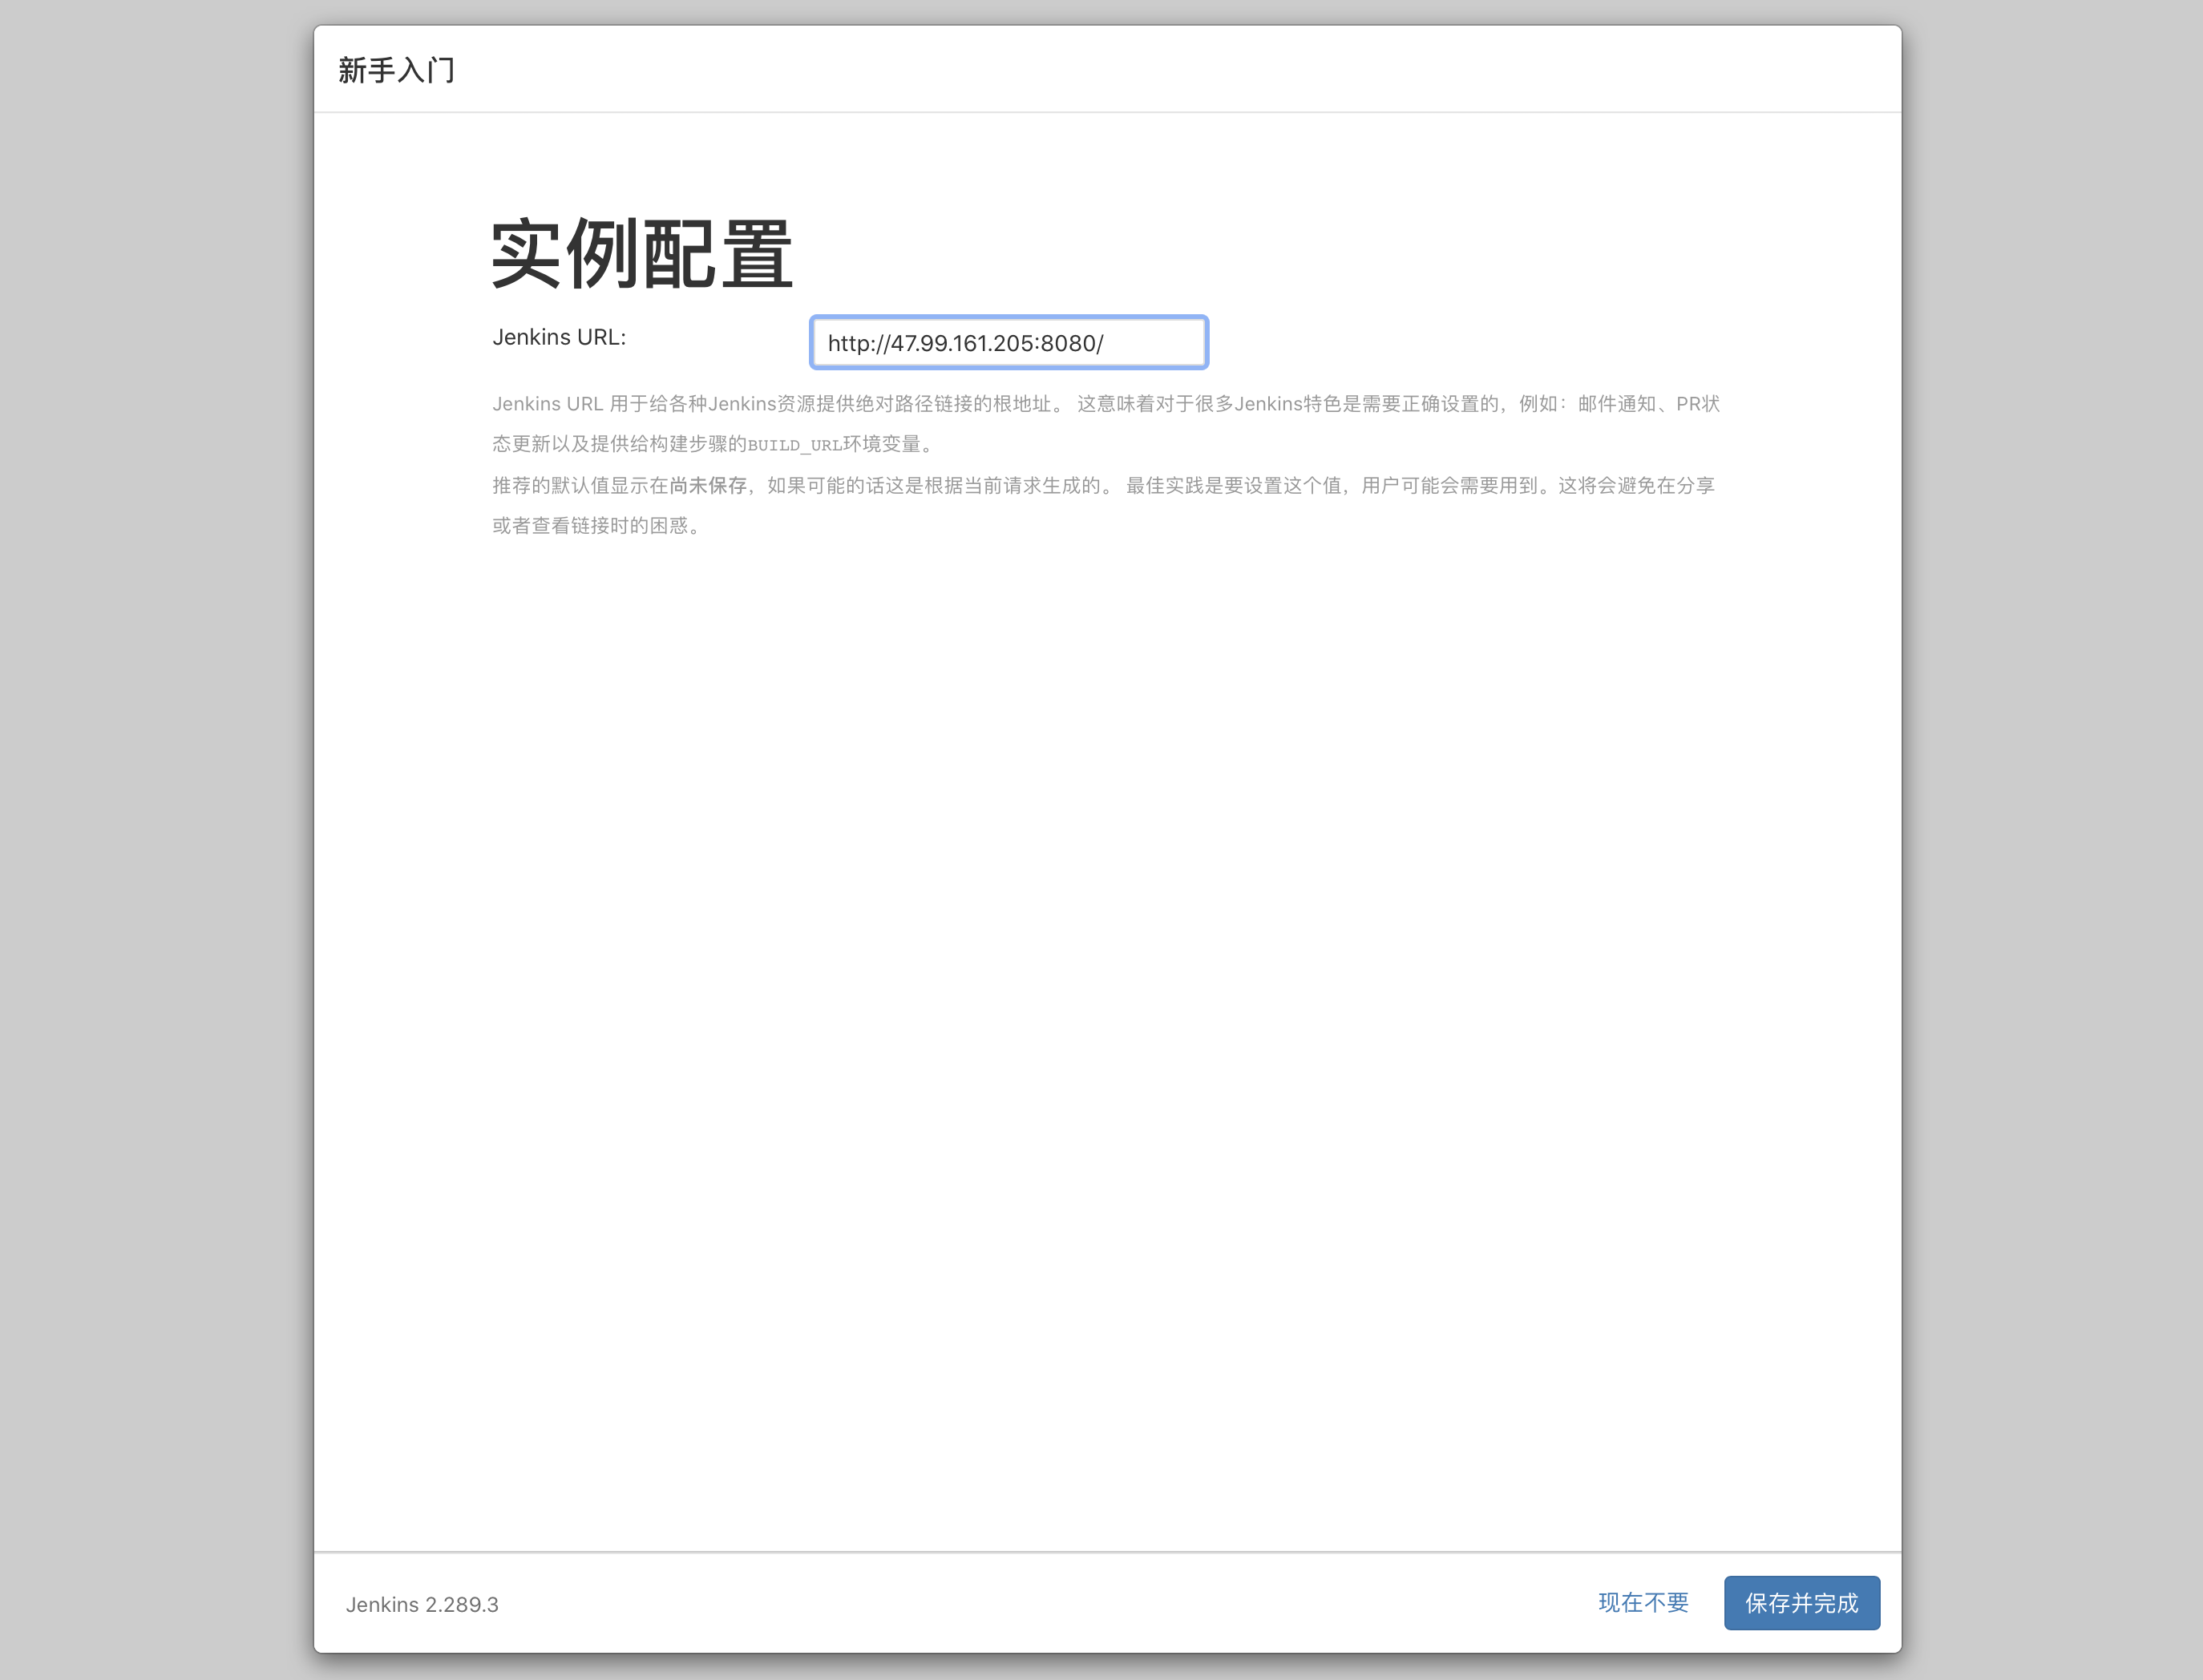 新手入门
实例配置
Jenkins URL:
http://47.99.161.205:8080/
Jenkins URL 用于给各种Jenkins资源提供绝对路径链接的根地址。 这意味着对于很多Jenkins特色是需要正确设置的，例如：邮件通知、PR状
态更新以及提供给构建步骤的BUILD_URL环境变量。
推荐的默认值显示在尚未保存，如果可能的话这是根据当前请求生成的。 最佳实践是要设置这个值，用户可能会需要用到。这将会避免在分享
或者查看链接时的困惑。
Jenkins 2.289.3
现在不要
保存并完成